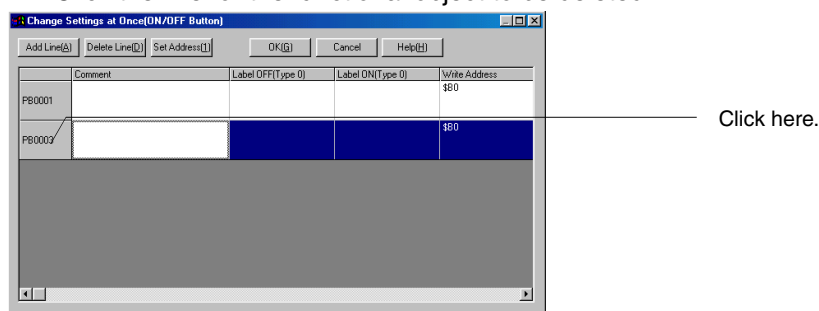 Change Settings at Once(ON/OFF Button)
Add Line(A) Delete Line(D) Set Address(1) OK(G) Cancel Help(H)
Comment Label OFF(Type 0) Label ON(Type 0) Write Address
PB0001 $B0
Click here.
PB0003 $B0